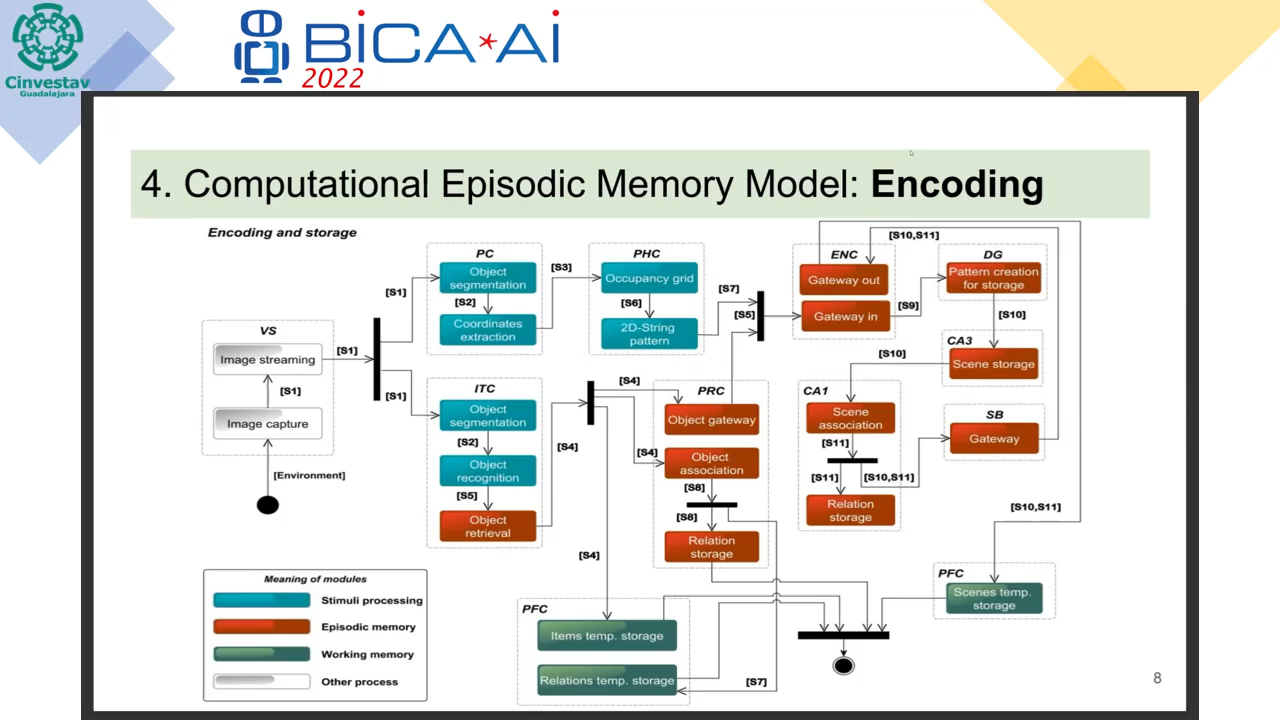 Cinvestav
Guadalajara
BiCA*Ai
2022
4. Computational Episodic Memory Model: Encoding
Encoding and storage
VS
Image streaming
[S1]
Image capture
[Environment]
[S1]
[S1]
[S1]
PC
Object
segmentation
[S2]
Coordinates
extraction
[S3]
ITC
Object
segmentation
[S2]
Object
recognition
[S5]
Object
retrieval
[S4]
PHC
Occupancy grid
[S6]
2D-String
pattern
[S7]
[S5]
[S4]
[S4]
[S4]
PRC
Object gateway
Object
association
[S8]
[S8]
Relation
storage
ENC
Gateway out
Gateway in
[S10,S11]
[S9]
DG
Pattern creation
for storage
[S10]
CA3
Scene storage
[S10]
CA1
Scene
association
[S11]
[S11]
[S10,S11]
Relation
storage
SB
Gateway
[S10,S11]
PFC
Scenes temp.
storage
PFC
Items temp. storage
Relations temp. storage
[S7]
Meaning of modules
Stimuli processing
Episodic memory
Working memory
Other process
8